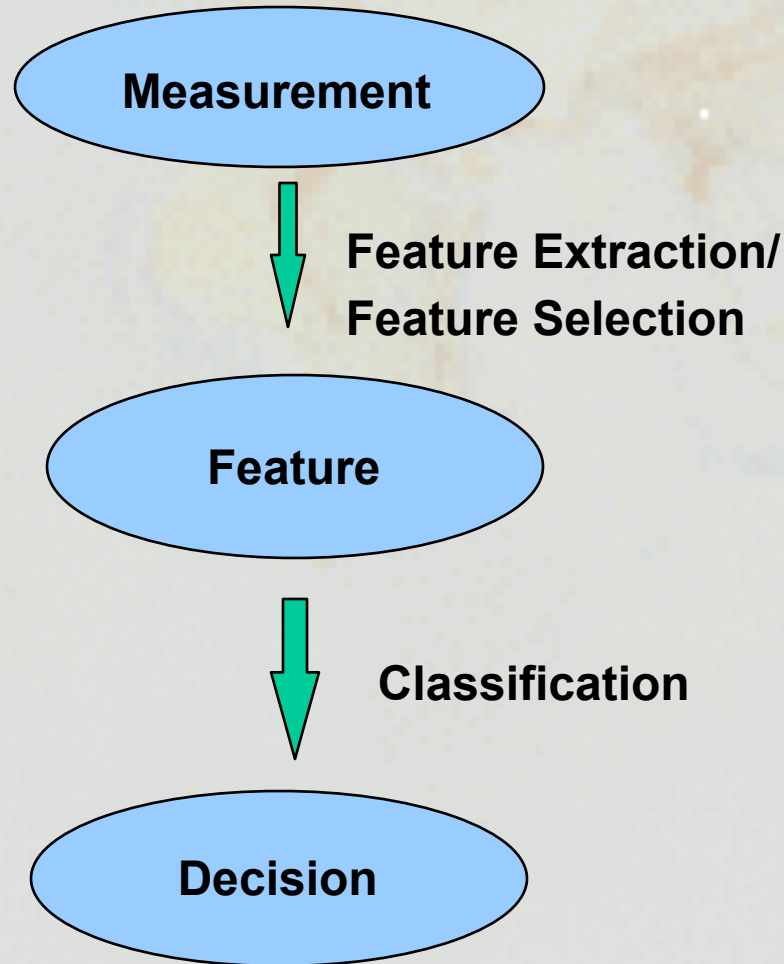 Measurement
Feature Extraction/
Feature Selection
Feature
Classification
Decision